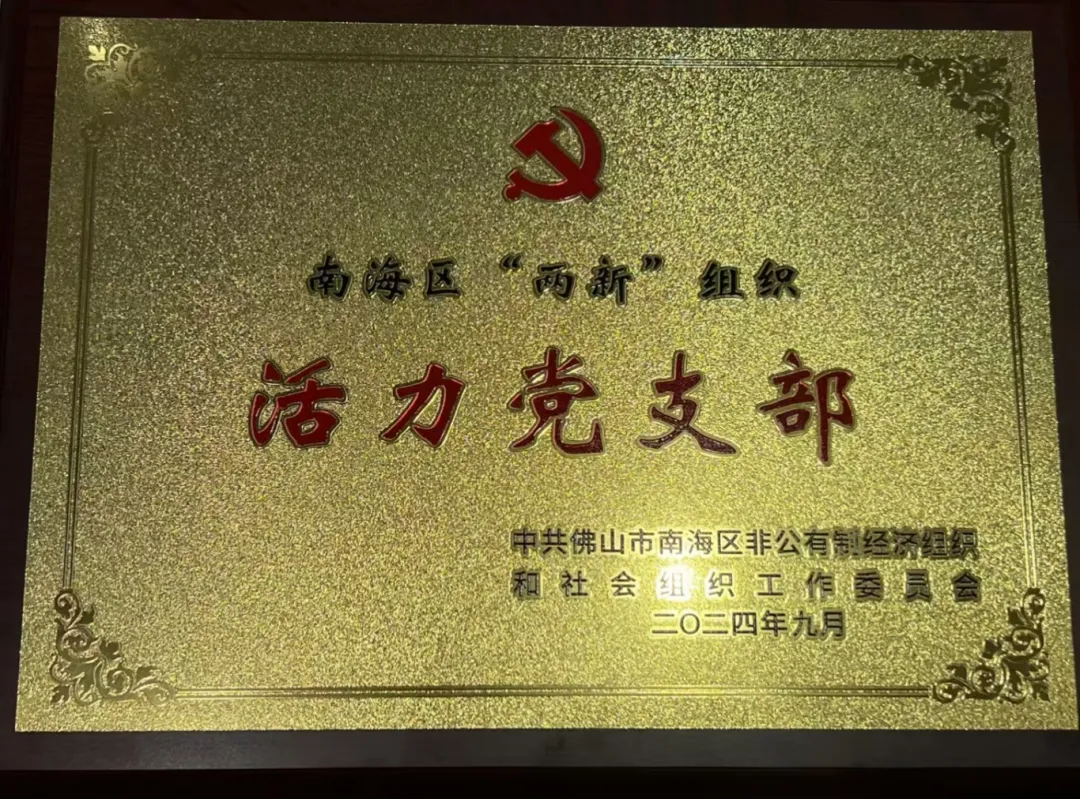 南海区“两新”组织
活力党支部
中共佛山市南海区非公有制经济组织
和社会组织工作委员会
二〇二四年九月